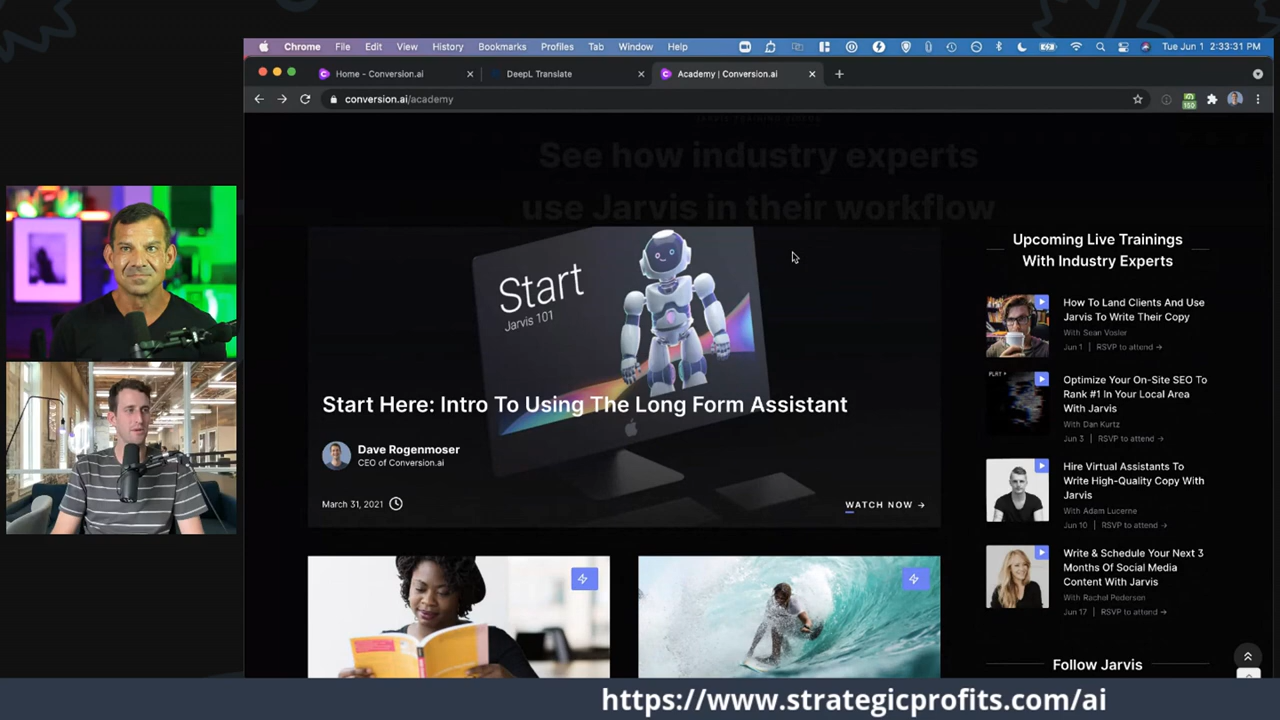 Chrome File Edit View History Bookmarks Profiles Tab Window Help Tue Jun 1 2:33:31 PM
Home - Conversion.ai
DeepL Translate
Academy | Conversion.ai
conversion.ai/academy
150
See how industry experts
use Jarvis in their workflow
Start
Jarvis 101
Start Here: Intro To Using The Long Form Assistant
Dave Rogenmoser
CEO of Conversion.ai
March 31, 2021
WATCH NOW →
Upcoming Live Trainings
With Industry Experts
How To Land Clients And Use
Jarvis To Write Their Copy
With Sean Vosler
Jun 1 | RSVP to attend →
Optimize Your On-Site SEO To
Rank #1 In Your Local Area
With Jarvis
With Dan Kurtz
Jun 3 | RSVP to attend →
Hire Virtual Assistants To
Write High-Quality Copy With
Jarvis
With Adam Lucerne
Jun 10 | RSVP to attend →
Write & Schedule Your Next 3
Months Of Social Media
Content With Jarvis
With Rachel Pedersen
Jun 17 | RSVP to attend →
Follow Jarvis
https://www.strategicprofits.com/ai